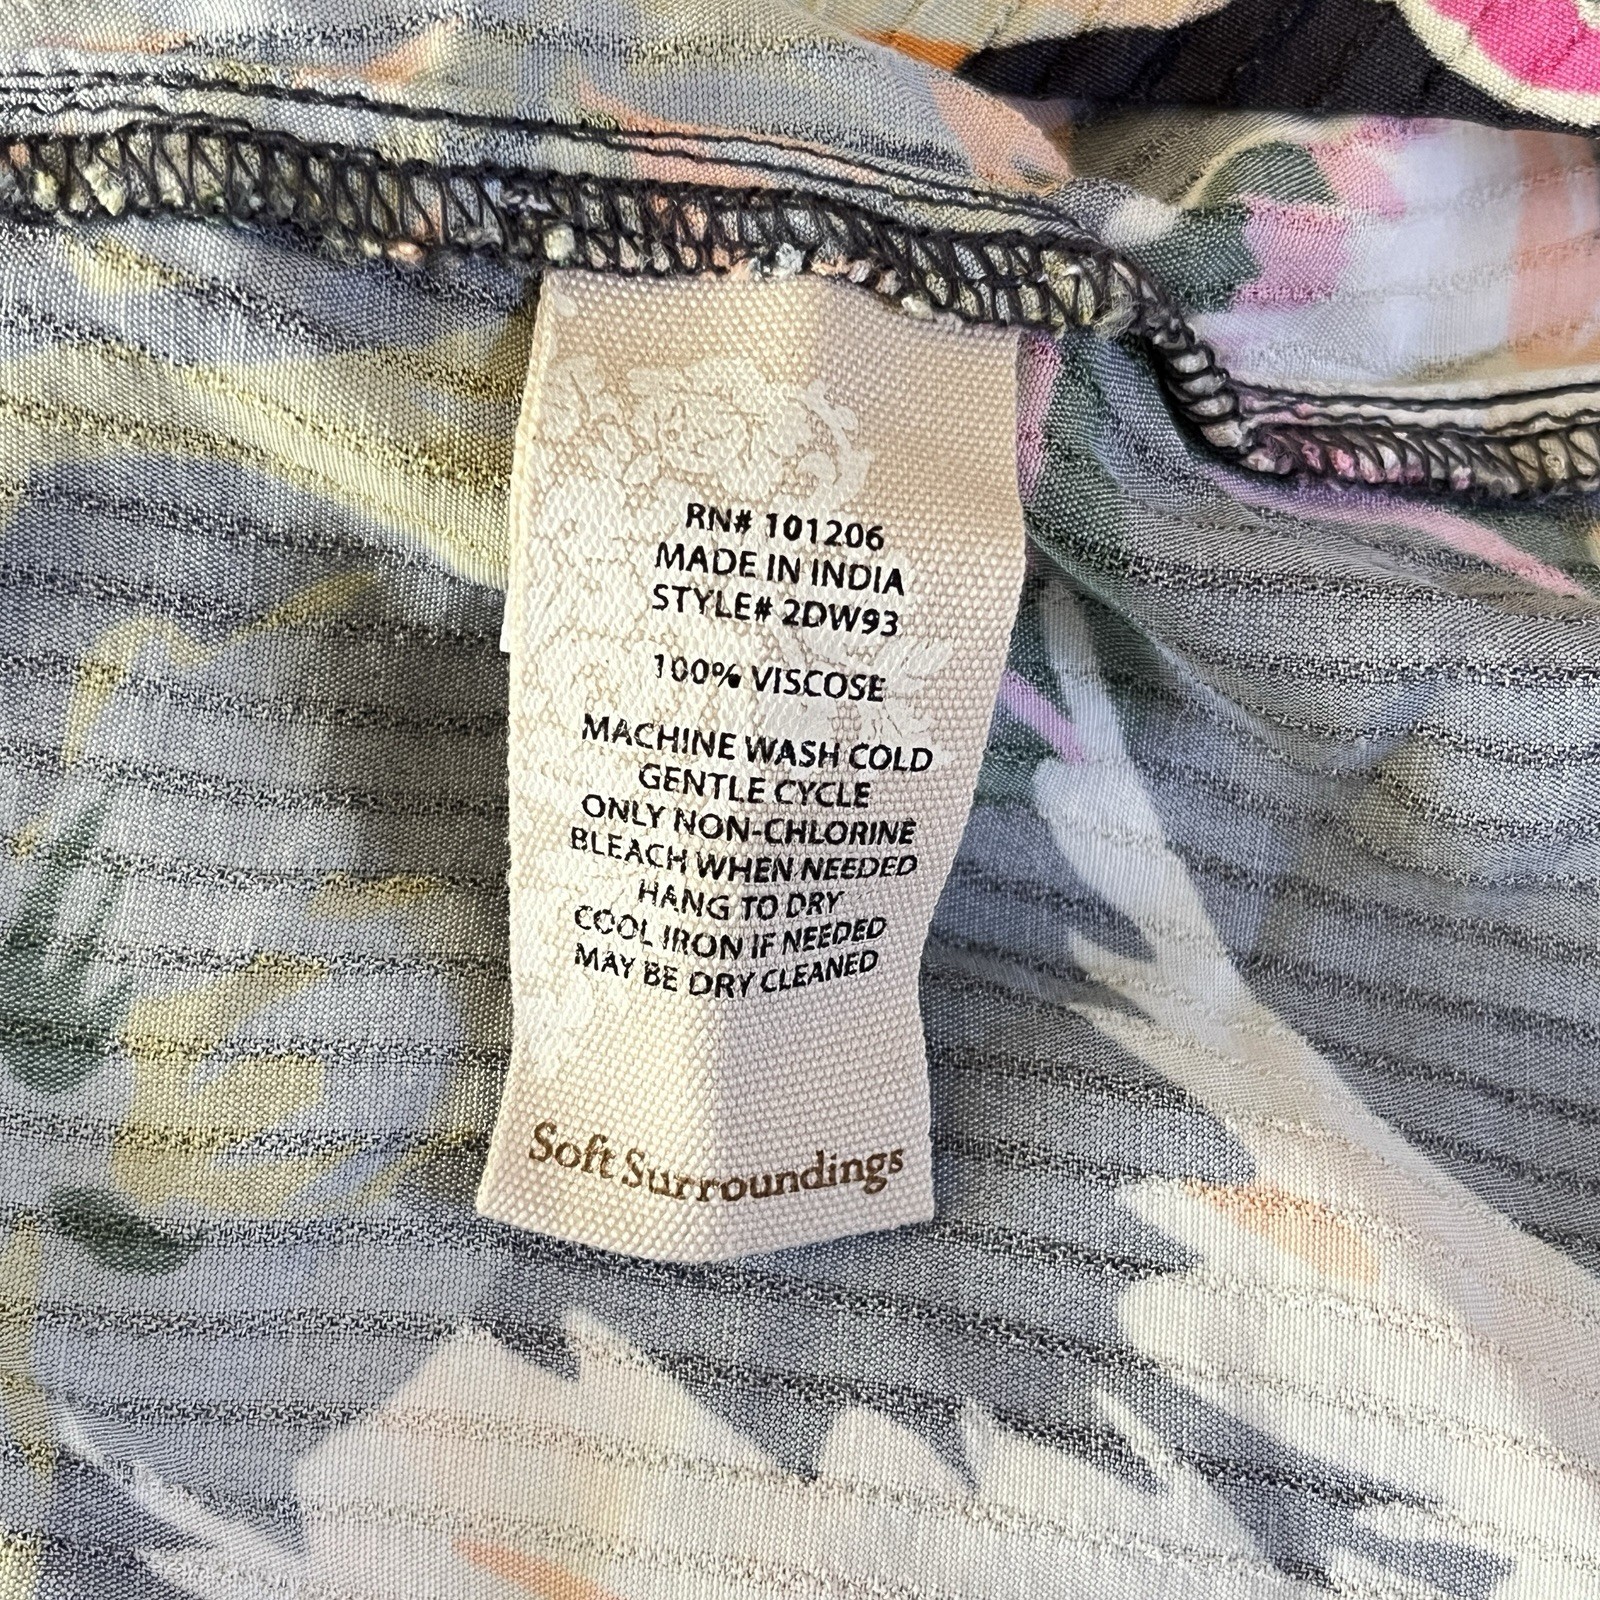 RN# 101206
MADE IN INDIA
STYLE# 2DW93
100% VISCOSE
MACHINE WASH COLD
GENTLE CYCLE
ONLY NON-CHLORINE
BLEACH WHEN NEEDED
HANG TO DRY
COOL IRON IF NEEDED
MAY BE DRY CLEANED
Soft Surroundings